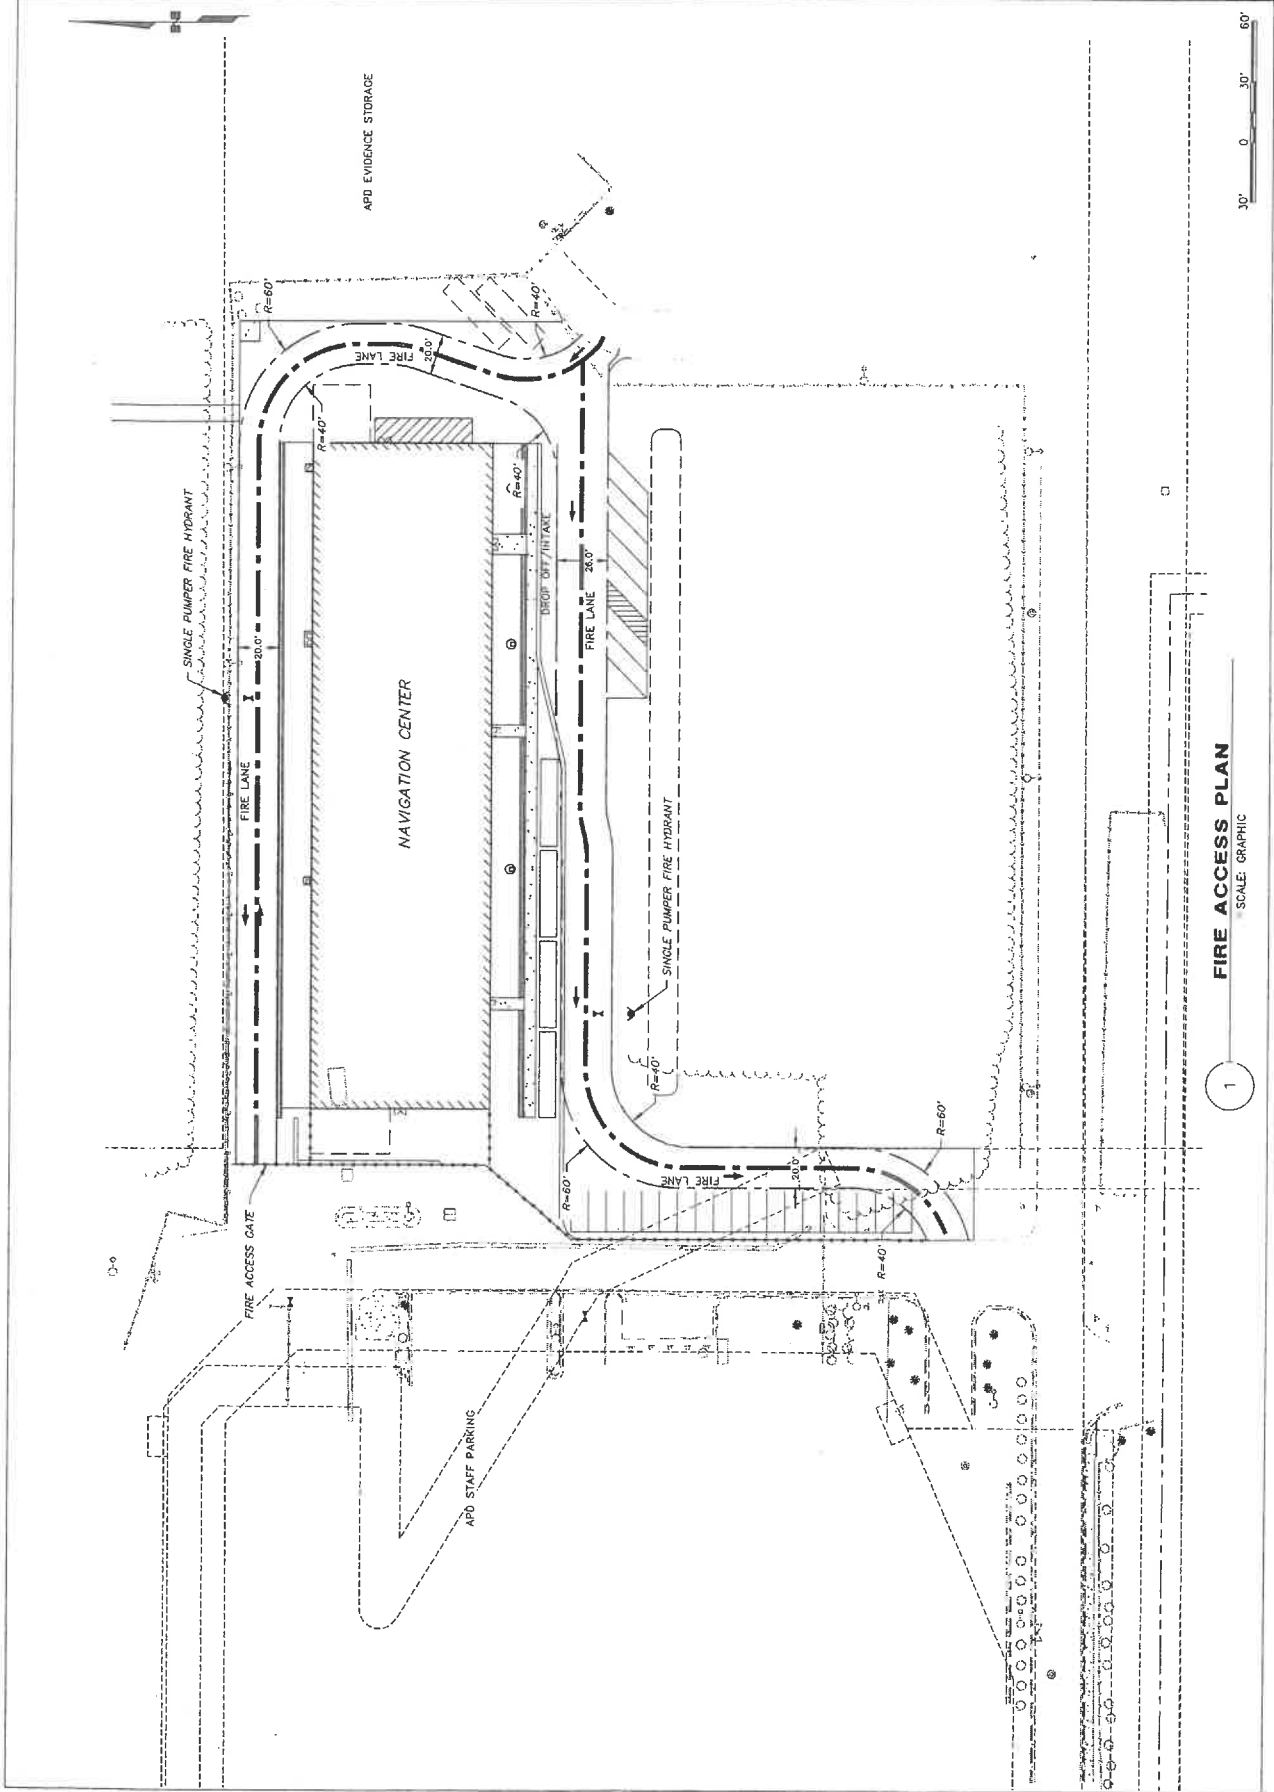 APD EVIDENCE STORAGE
SINGLE PUMPER FIRE HYDRANT
R=60'
R=40'
FIRE LANE
20.0'
R=40'
R=40'
FIRE LANE
20.0'
DROP OFF/INTAKE
26.0'
FIRE LANE
NAVIGATION CENTER
SINGLE PUMPER FIRE HYDRANT
R=40'
FIRE ACCESS GATE
R=60'
FIRE LANE
20.0'
R=60'
R=40'
APD STAFF PARKING
1
FIRE ACCESS PLAN
SCALE: GRAPHIC
30'
0
30'
60'